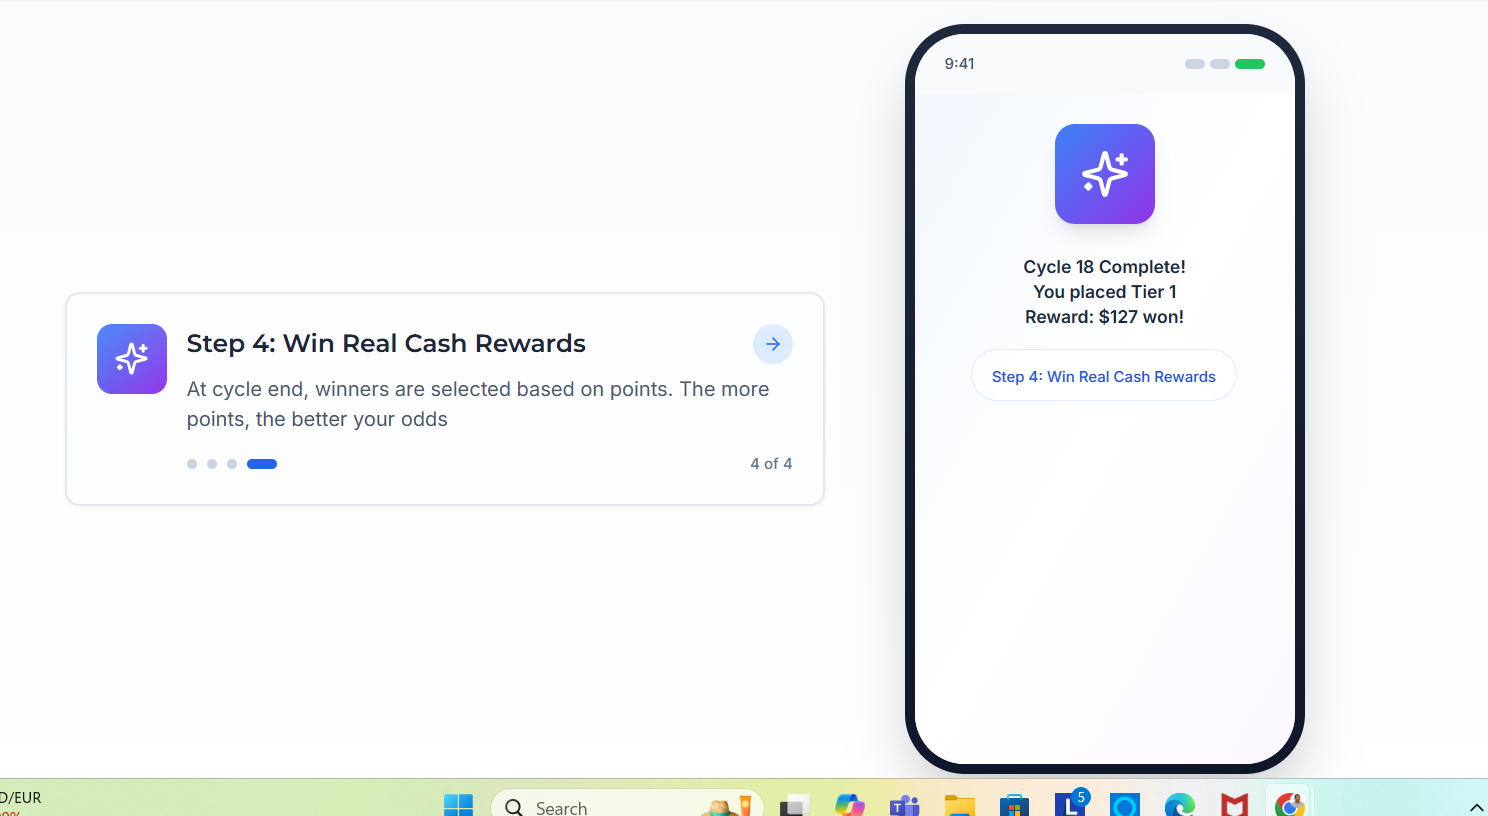 9:41
Cycle 18 Complete!
You placed Tier 1
Reward: $127 won!
Step 4: Win Real Cash Rewards
Step 4: Win Real Cash Rewards
At cycle end, winners are selected based on points. The more
points, the better your odds
4 of 4
D/EUR
Search
5